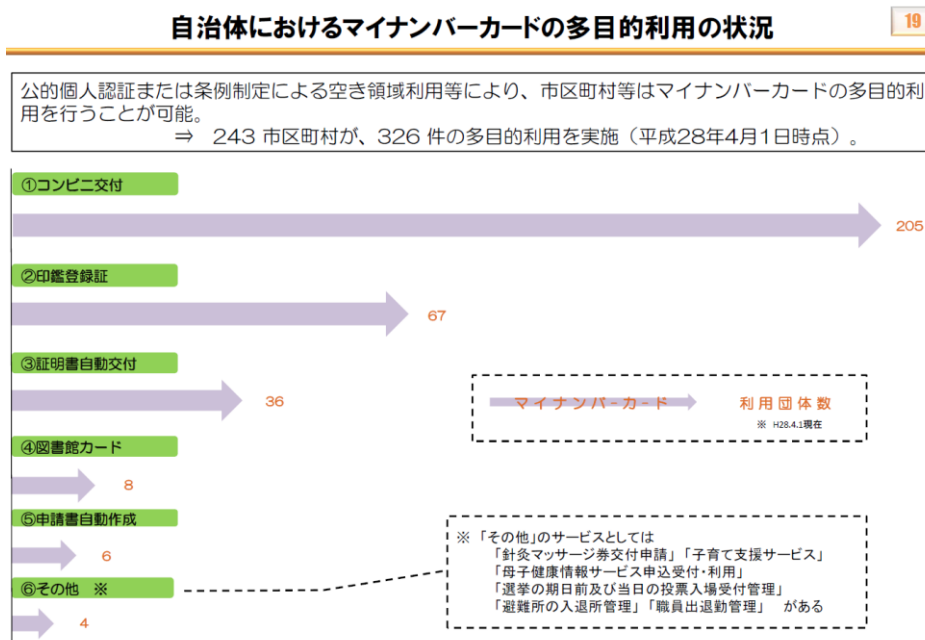 自治体におけるマイナンバーカードの多目的利用の状況
19
公的個人認証または条例制定による空き領域利用等により、市区町村等はマイナンバーカードの多目的利
用を行うことが可能。
⇒ 243 市区町村が、326 件の多目的利用を実施（平成28年4月1日時点）。
①コンビニ交付
205
②印鑑登録証
67
③証明書自動交付
36
マイナンバーカード 利用団体数
※ H28.4.1現在
④図書館カード
8
⑤申請書自動作成
6
※ 「その他」のサービスとしては
「針灸マッサージ券交付申請」「子育て支援サービス」
「母子健康情報サービス申込受付・利用」
「選挙の期日前及び当日の投票入場受付管理」
「避難所の入退所管理」「職員出退勤管理」 がある
⑥その他 ※
4